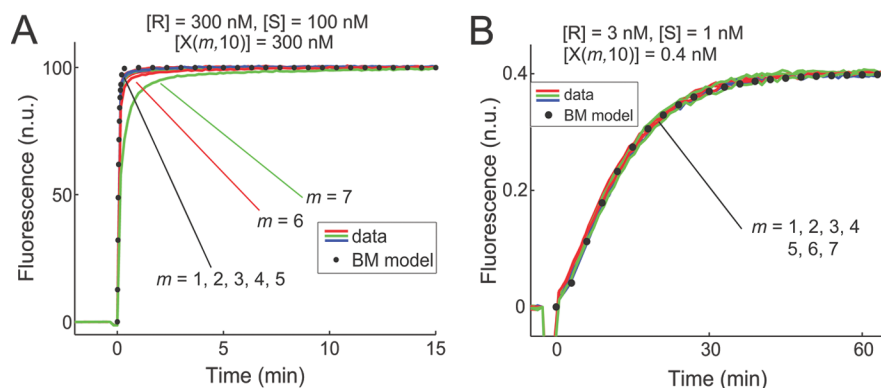 A
[R] = 300 nM, [S] = 100 nM
[X(m,10)] = 300 nM
Fluorescence (n.u.)
100
50
0
m = 7
m = 6
data
BM model
m = 1, 2, 3, 4, 5
0
5
10
15
Time (min)
B
[R] = 3 nM, [S] = 1 nM
[X(m,10)] = 0.4 nM
Fluorescence (n.u.)
0.4
0.2
0
data
BM model
m = 1, 2, 3, 4
5, 6, 7
0
30
60
Time (min)